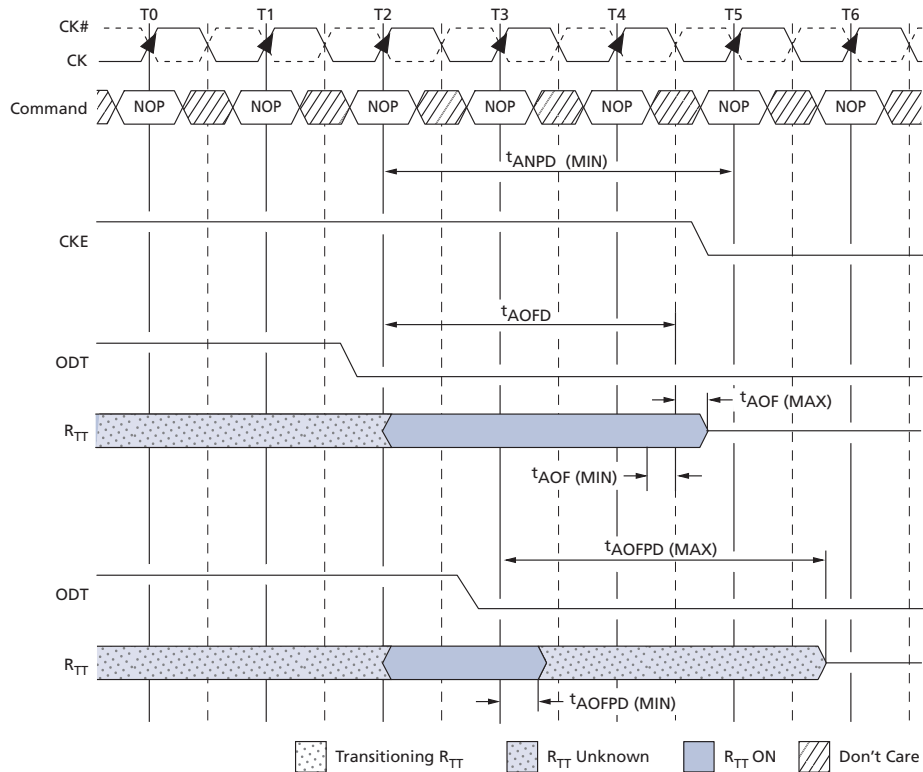 T0 T1 T2 T3 T4 T5 T6
CK#
CK
Command NOP NOP NOP NOP NOP NOP NOP
tANPD (MIN)
CKE
tAOFD
ODT
tAOF (MAX)
RTT
tAOF (MIN)
tAOFPD (MAX)
ODT
RTT
tAOFPD (MIN)
Transitioning RTT RTT Unknown RTT ON Don't Care